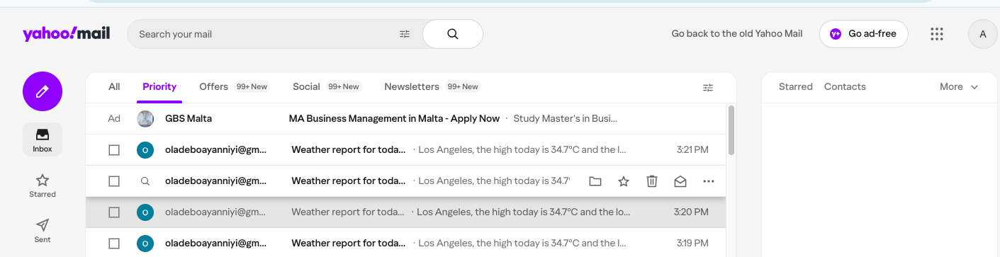 yahoo!mail
Search your mail
Go back to the old Yahoo Mail
y+ Go ad-free
A
All Priority Offers 99+ New Social 99+ New Newsletters 99+ New
Starred Contacts More
Ad GBS Malta MA Business Management in Malta - Apply Now · Study Master's in Busi...
Inbox
O oladeboayanniyi@gm... Weather report for toda... · Los Angeles, the high today is 34.7°C and the l... 3:21 PM
oladeboayanniyi@gm... Weather report for toda... · Los Angeles, the high today is 34.7°
Starred
O oladeboayanniyi@gm... Weather report for toda... · Los Angeles, the high today is 34.7°C and the lo... 3:20 PM
Sent
O oladeboayanniyi@gm... Weather report for toda... · Los Angeles, the high today is 34.7°C and the l... 3:19 PM